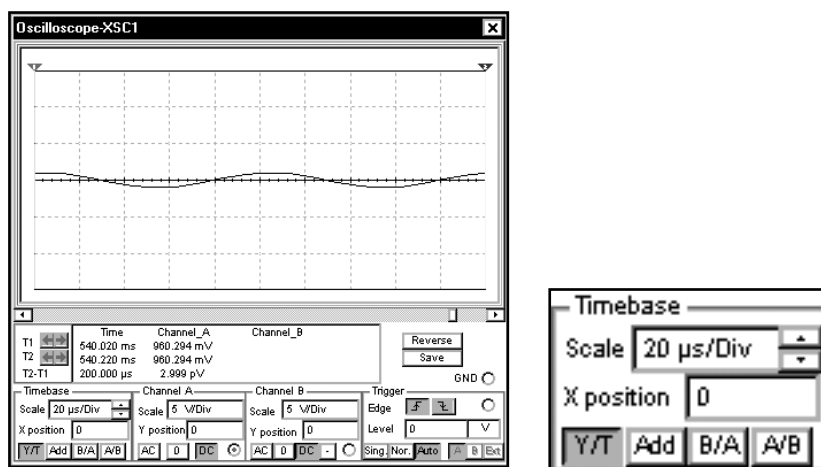 Oscilloscope-XSC1
Time Channel_A Channel_B
T1 540.020 ms 960.294 mV
T2 540.220 ms 960.294 mV
T2-T1 200.000 µs 2.999 pV
Reverse
Save
GND
Timebase
Scale 20 µs/Div
X position 0
Y/T Add B/A A/B
Channel A
Scale 5 V/Div
Y position 0
AC 0 DC
Channel B
Scale 5 V/Div
Y position 0
AC 0 DC -
Trigger
Edge
Level 0 V
Sing. Nor. Auto A B Ext
Timebase
Scale 20 µs/Div
X position 0
Y/T Add B/A A/B